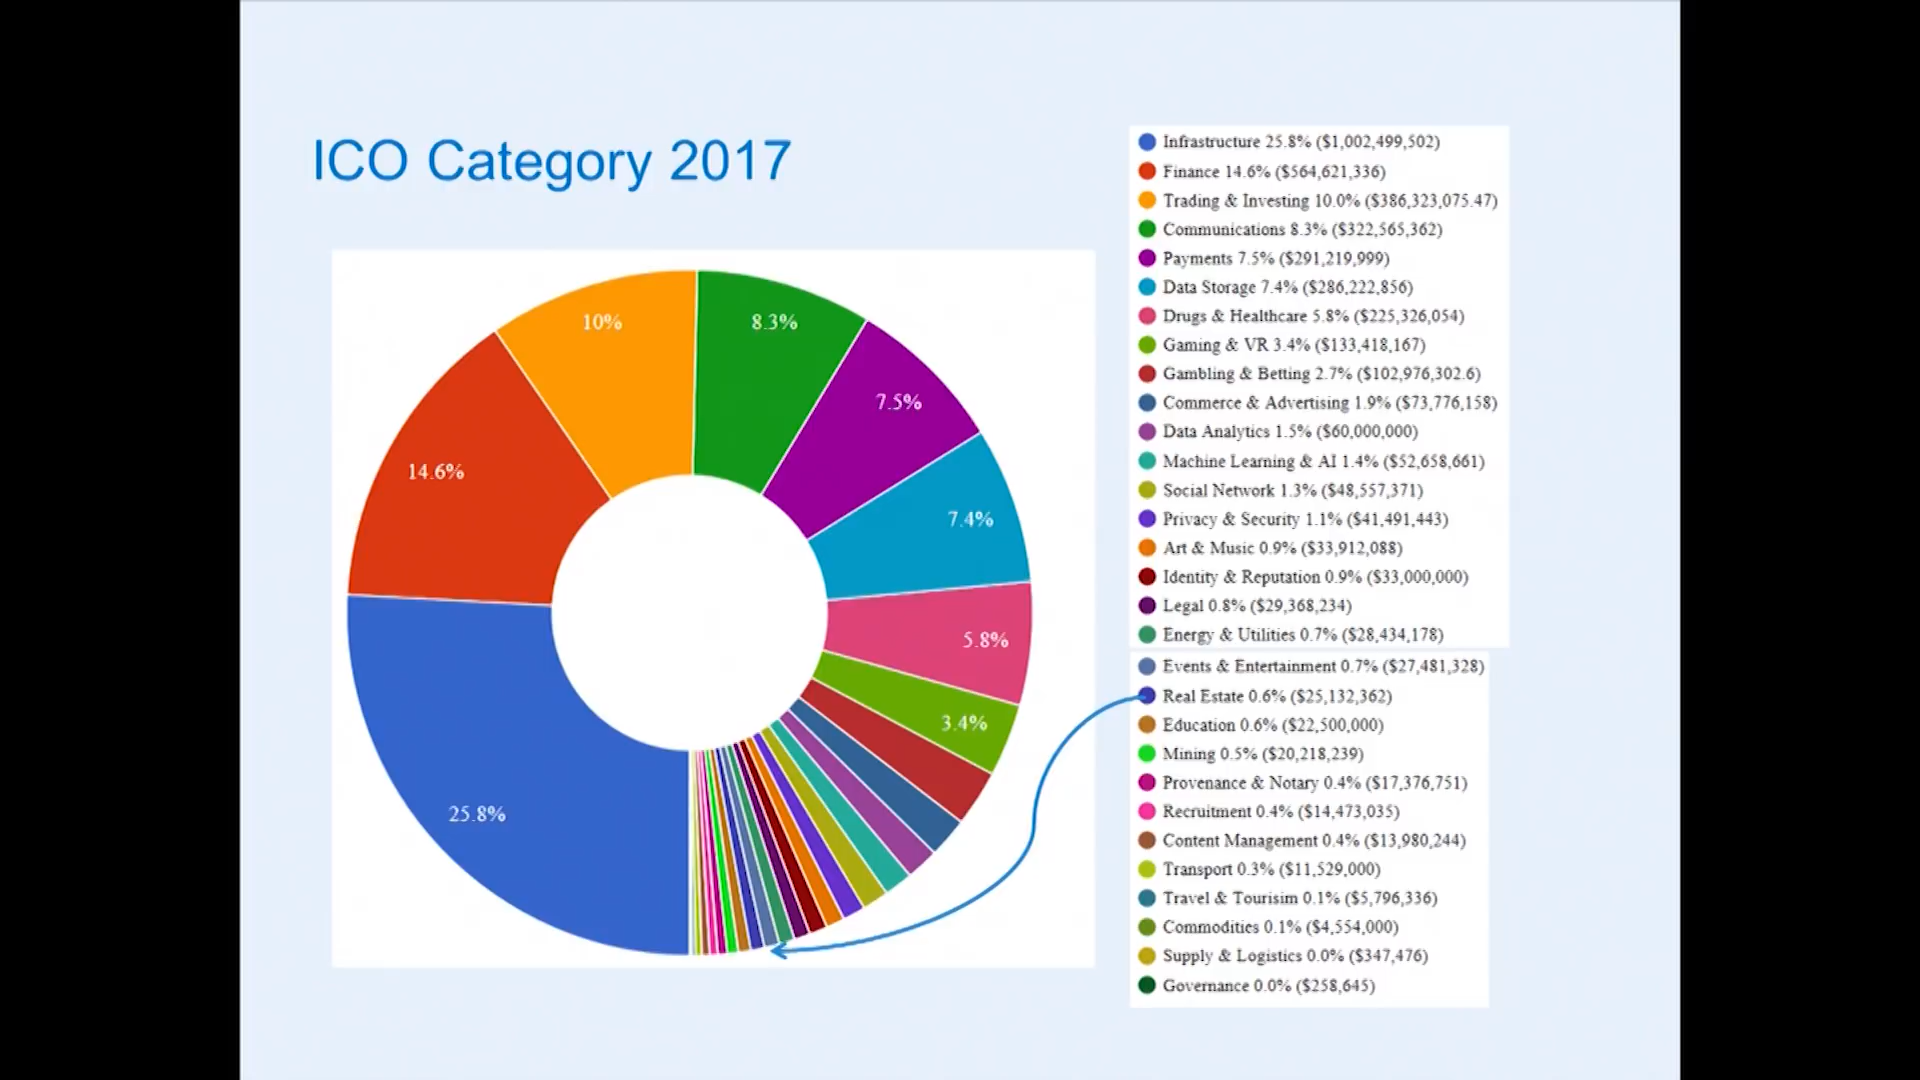 ICO Category 2017
10%
8.3%
7.5%
14.6%
7.4%
5.8%
3.4%
25.8%
Infrastructure 25.8% ($1,002,499,502)
Finance 14.6% ($564,621,336)
Trading & Investing 10.0% ($386,323,075.47)
Communications 8.3% ($322,565,362)
Payments 7.5% ($291,219,999)
Data Storage 7.4% ($286,222,856)
Drugs & Healthcare 5.8% ($225,326,054)
Gaming & VR 3.4% ($133,418,167)
Gambling & Betting 2.7% ($102,976,302.6)
Commerce & Advertising 1.9% ($73,776,158)
Data Analytics 1.5% ($60,000,000)
Machine Learning & AI 1.4% ($52,658,661)
Social Network 1.3% ($48,557,371)
Privacy & Security 1.1% ($41,491,443)
Art & Music 0.9% ($33,912,088)
Identity & Reputation 0.9% ($33,000,000)
Legal 0.8% ($29,368,234)
Energy & Utilities 0.7% ($28,434,178)
Events & Entertainment 0.7% ($27,481,328)
Real Estate 0.6% ($25,132,362)
Education 0.6% ($22,500,000)
Mining 0.5% ($20,218,239)
Provenance & Notary 0.4% ($17,376,751)
Recruitment 0.4% ($14,473,035)
Content Management 0.4% ($13,980,244)
Transport 0.3% ($11,529,000)
Travel & Tourisim 0.1% ($5,796,336)
Commodities 0.1% ($4,554,000)
Supply & Logistics 0.0% ($347,476)
Governance 0.0% ($258,645)